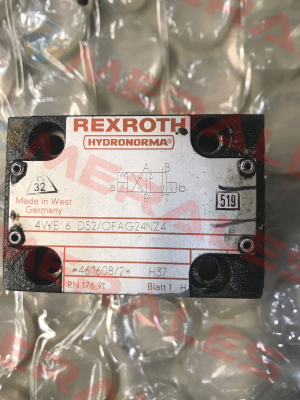 REXROTH
HYDRONORMA
A B
a b
P
32
Made in West
Germany
519
4WE 6 D52/OFAG24NZ4
*461608/2* H37
RN 176.91 Blatt 1 H